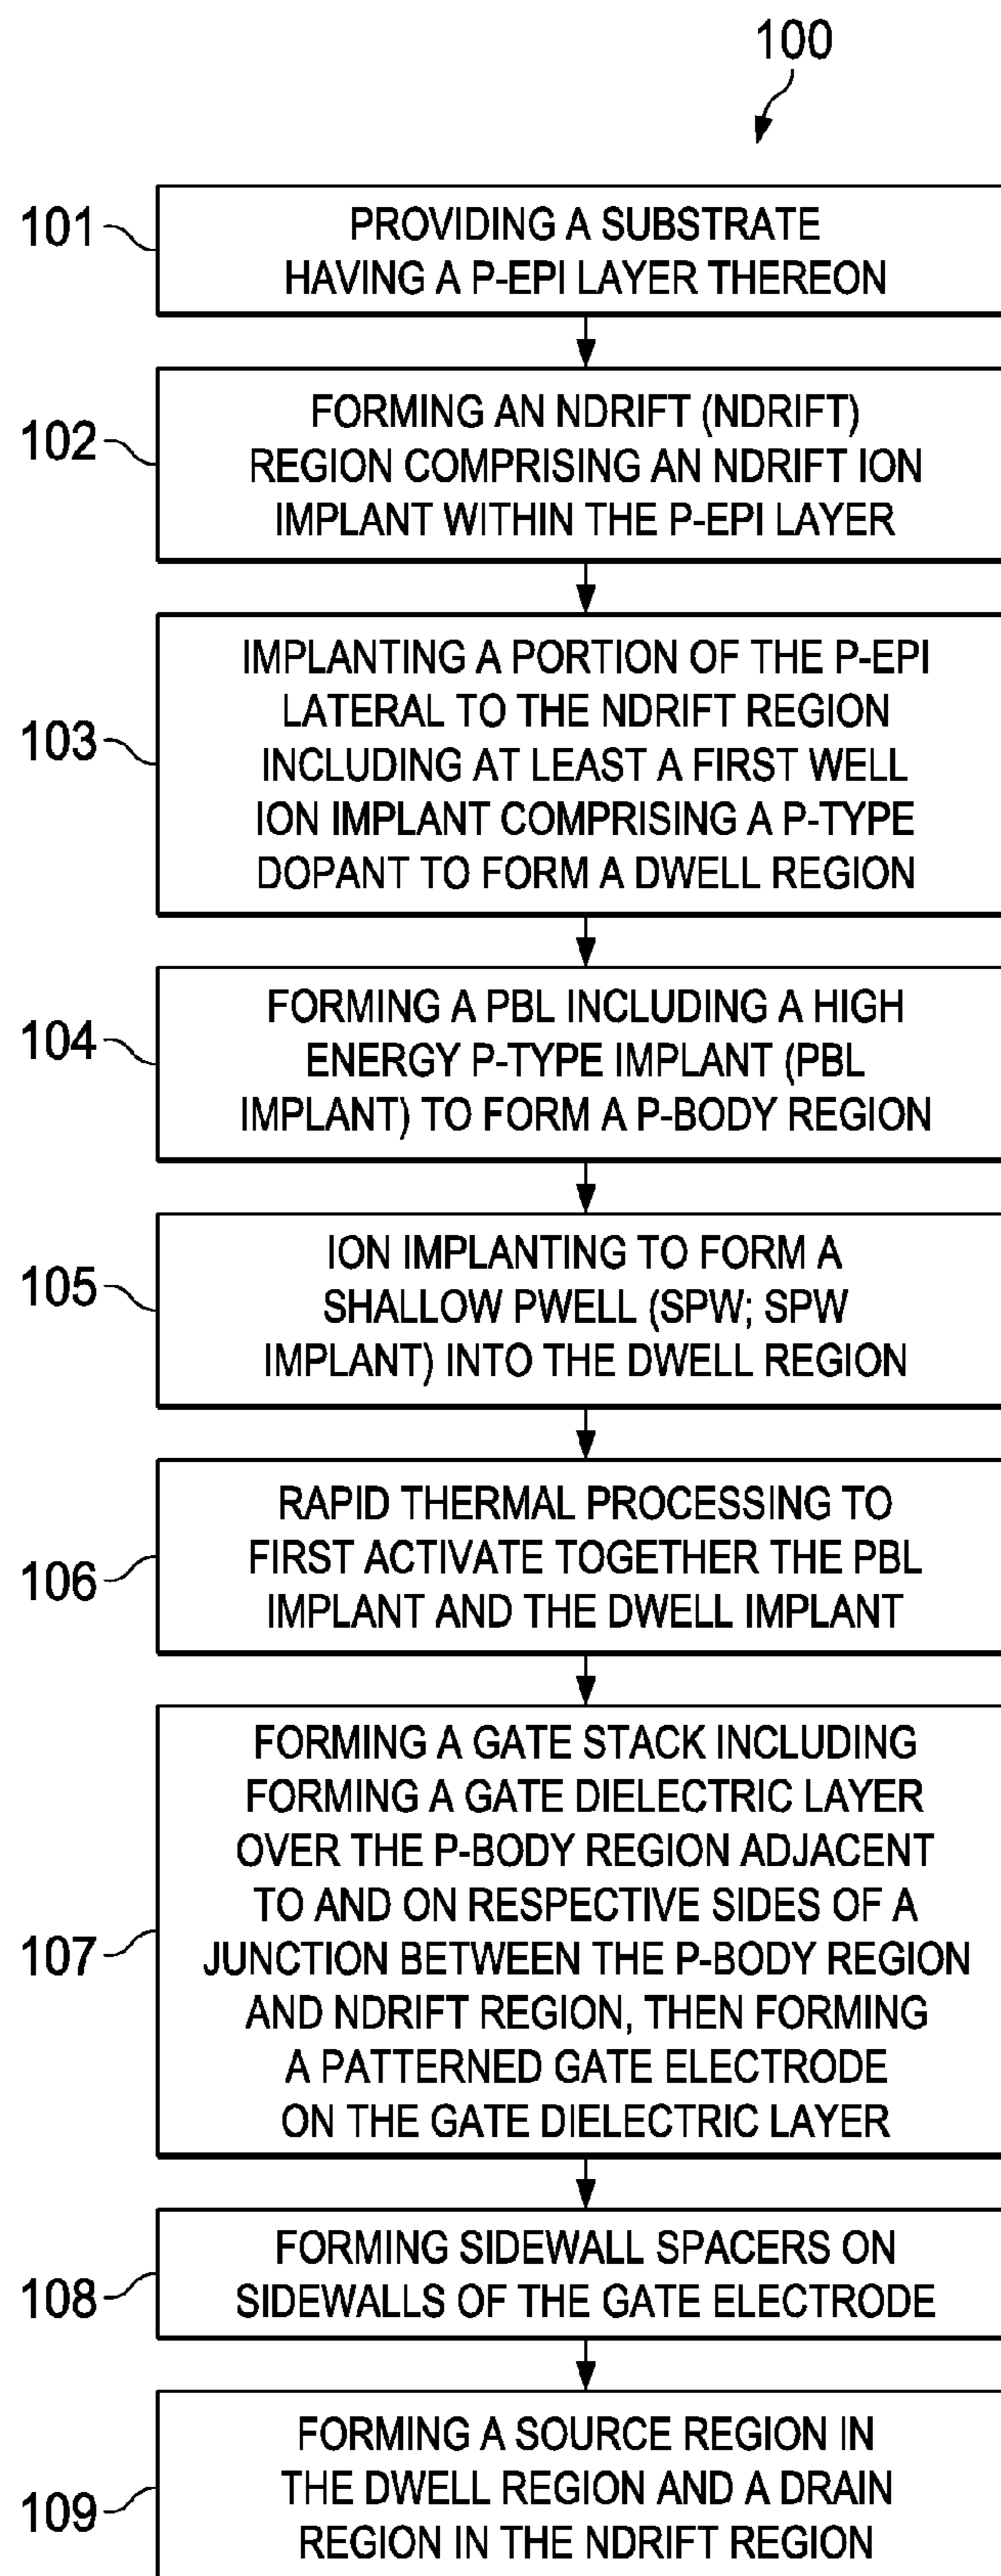 100
101
PROVIDING A SUBSTRATE
HAVING A P-EPI LAYER THEREON
102
FORMING AN NDRIFT (NDRIFT)
REGION COMPRISING AN NDRIFT ION
IMPLANT WITHIN THE P-EPI LAYER
103
IMPLANTING A PORTION OF THE P-EPI
LATERAL TO THE NDRIFT REGION
INCLUDING AT LEAST A FIRST WELL
ION IMPLANT COMPRISING A P-TYPE
DOPANT TO FORM A DWELL REGION
104
FORMING A PBL INCLUDING A HIGH
ENERGY P-TYPE IMPLANT (PBL
IMPLANT) TO FORM A P-BODY REGION
105
ION IMPLANTING TO FORM A
SHALLOW PWELL (SPW; SPW
IMPLANT) INTO THE DWELL REGION
106
RAPID THERMAL PROCESSING TO
FIRST ACTIVATE TOGETHER THE PBL
IMPLANT AND THE DWELL IMPLANT
107
FORMING A GATE STACK INCLUDING
FORMING A GATE DIELECTRIC LAYER
OVER THE P-BODY REGION ADJACENT
TO AND ON RESPECTIVE SIDES OF A
JUNCTION BETWEEN THE P-BODY REGION
AND NDRIFT REGION, THEN FORMING
A PATTERNED GATE ELECTRODE
ON THE GATE DIELECTRIC LAYER
108
FORMING SIDEWALL SPACERS ON
SIDEWALLS OF THE GATE ELECTRODE
109
FORMING A SOURCE REGION IN
THE DWELL REGION AND A DRAIN
REGION IN THE NDRIFT REGION